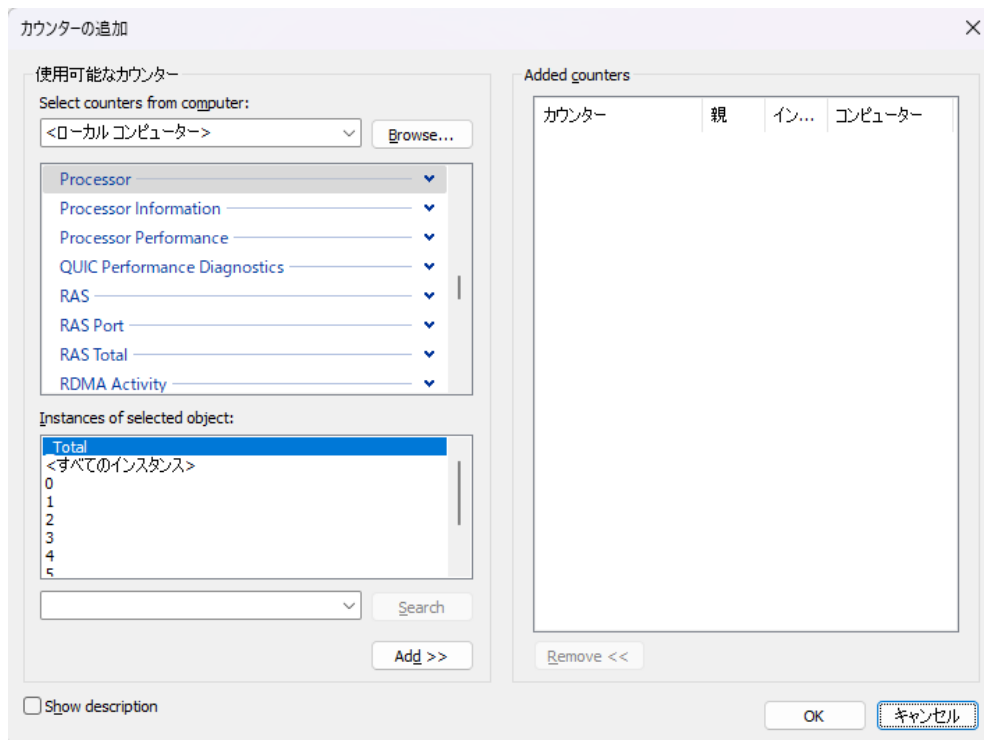 カウンターの追加
使用可能なカウンター
Select counters from computer:
<ローカル コンピューター>
Browse...
Processor
Processor Information
Processor Performance
QUIC Performance Diagnostics
RAS
RAS Port
RAS Total
RDMA Activity
Instances of selected object:
_Total
<すべてのインスタンス>
0
1
2
3
4
5
Search
Add >>
Show description
Added counters
カウンター 親 イン... コンピューター
Remove <<
OK
キャンセル